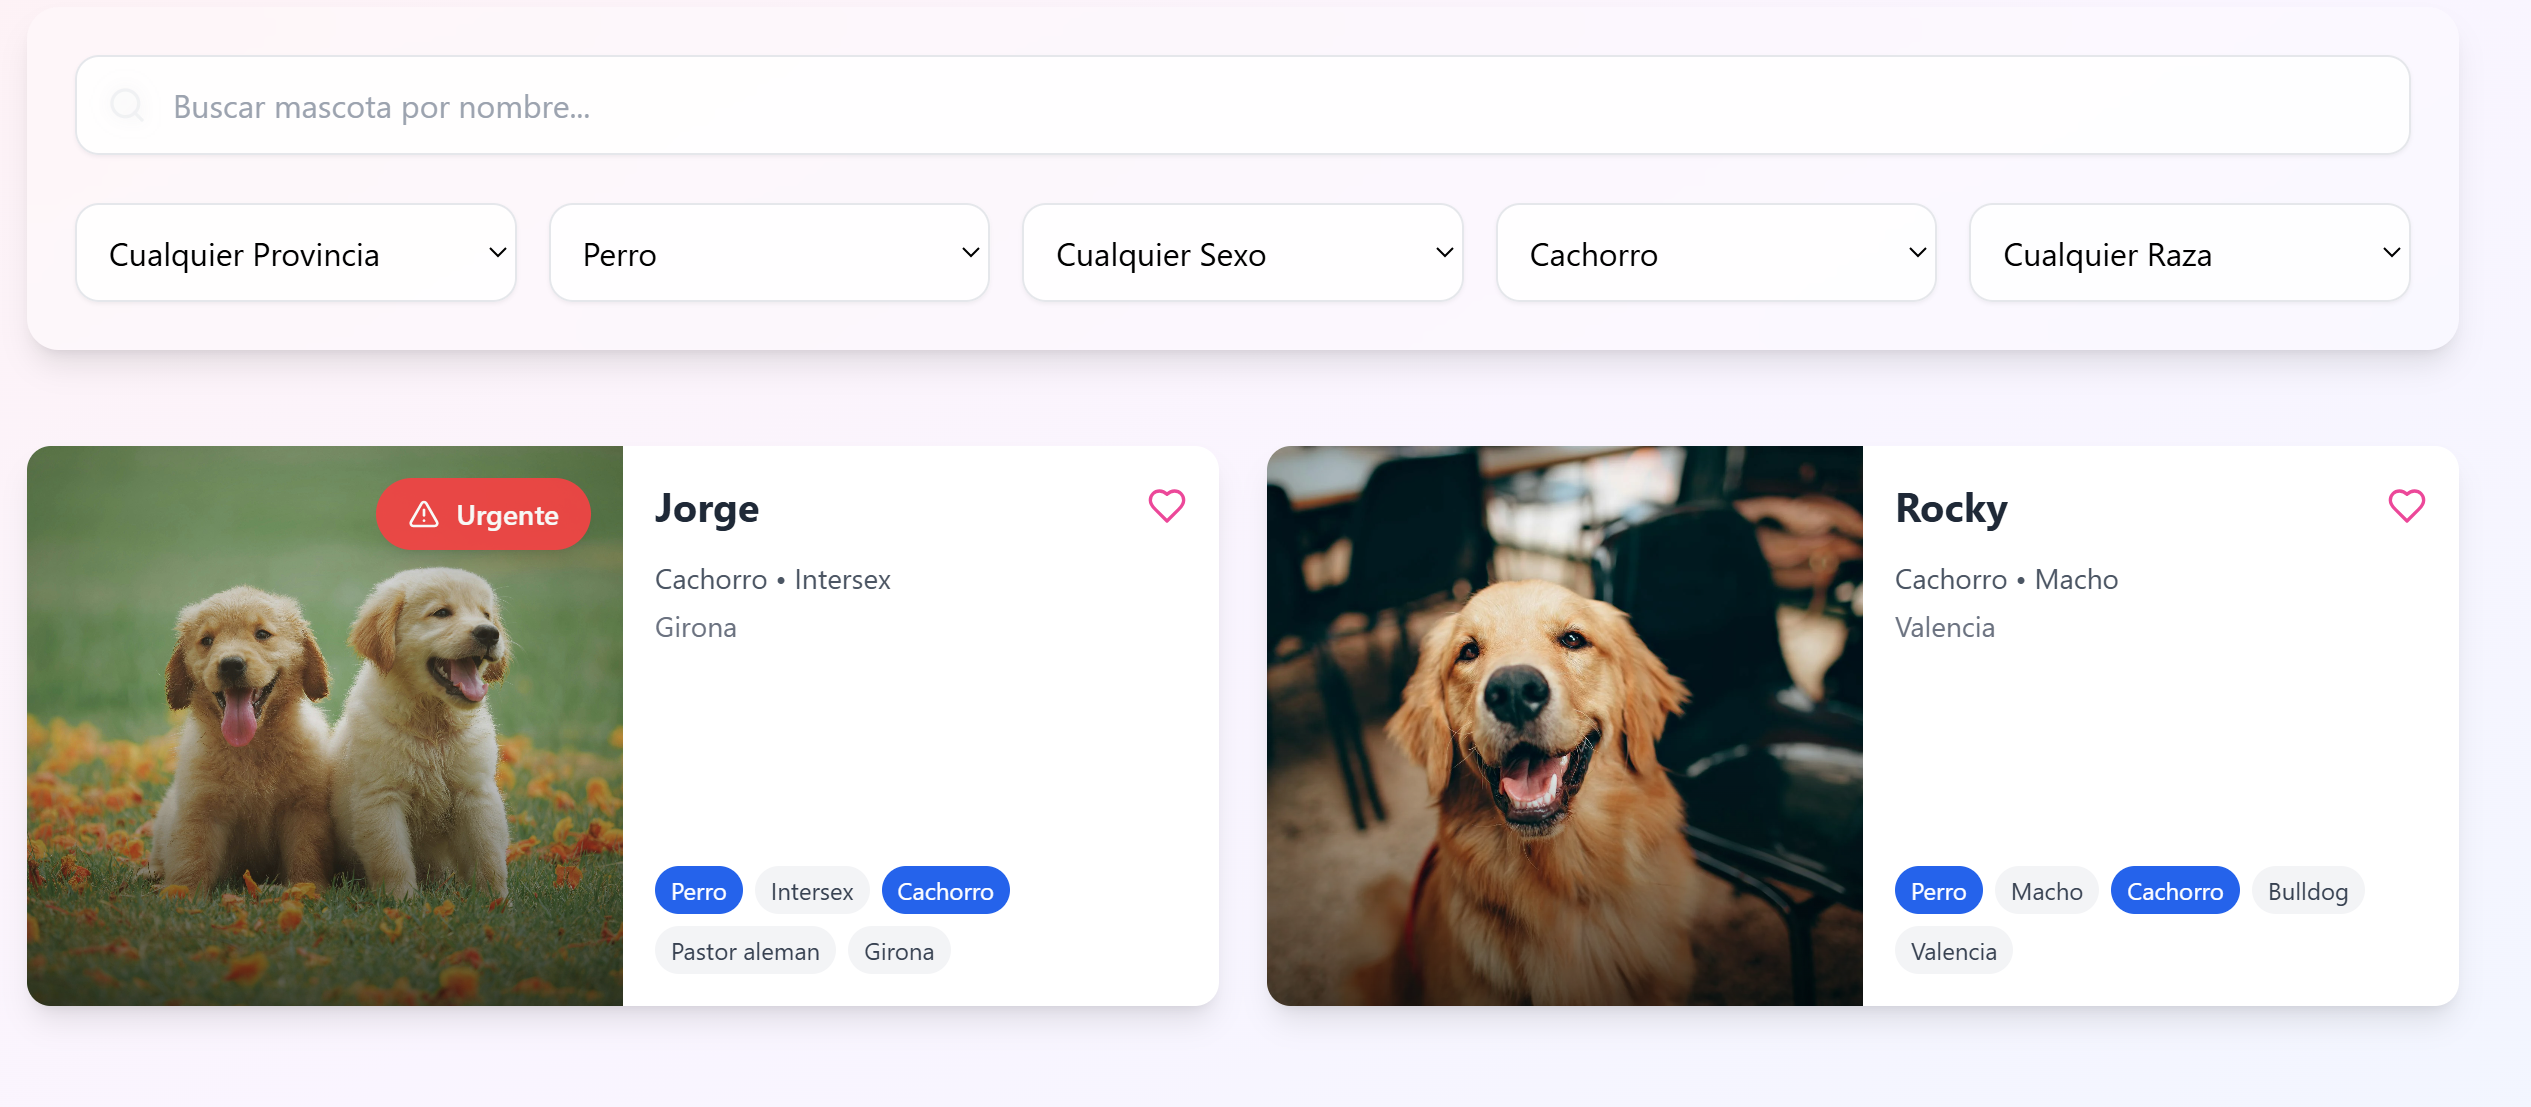 Buscar mascota por nombre...
Cualquier Provincia
Perro
Cualquier Sexo
Cachorro
Cualquier Raza
Urgente
Jorge
Cachorro • Intersex
Girona
Perro Intersex Cachorro
Pastor aleman Girona
Rocky
Cachorro • Macho
Valencia
Perro Macho Cachorro Bulldog
Valencia